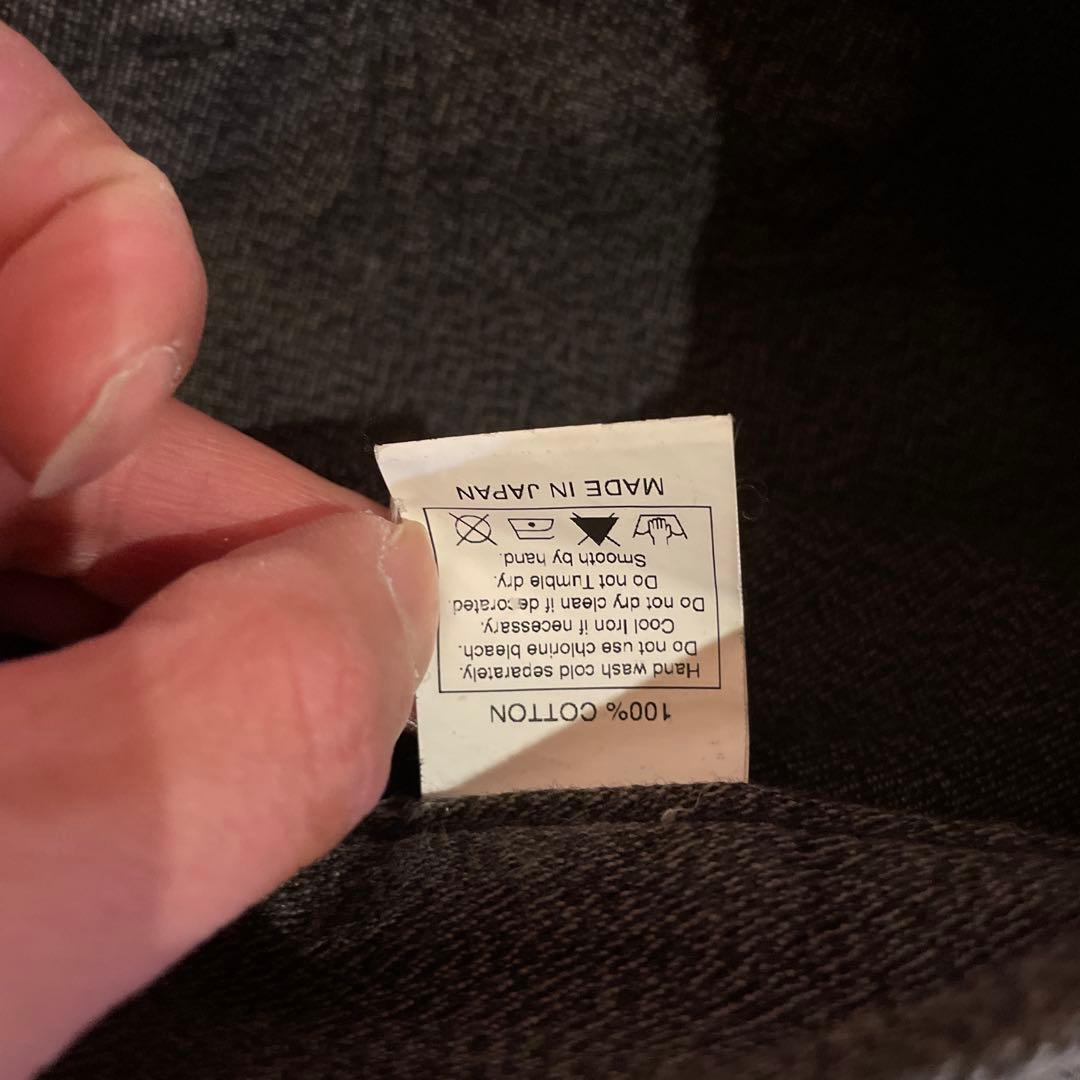 100% COTTON
Hand wash cold separately.
Do not use chlorine bleach.
Cool Iron if necessary.
Do not dry clean if decorated.
Do not Tumble dry.
Smooth by hand.
MADE IN JAPAN